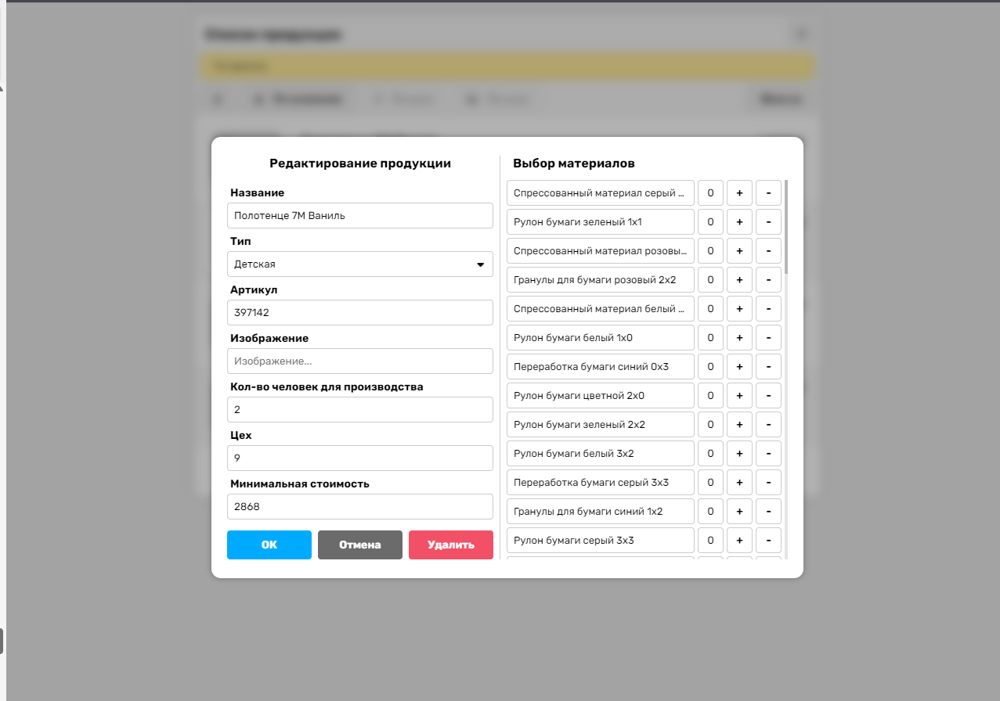 Список продукции
Редактирование продукции
Название
Полотенце 7М Ваниль
Тип
Детская
Артикул
397142
Изображение
Изображение...
Кол-во человек для производства
2
Цех
9
Минимальная стоимость
2868
ОК
Отмена
Удалить
Выбор материалов
Спрессованный материал серый ... 0 + -
Рулон бумаги зеленый 1x1 0 + -
Спрессованный материал розовы... 0 + -
Гранулы для бумаги розовый 2x2 0 + -
Спрессованный материал белый ... 0 + -
Рулон бумаги белый 1x0 0 + -
Переработка бумаги синий 0x3 0 + -
Рулон бумаги цветной 2x0 0 + -
Рулон бумаги зеленый 2x2 0 + -
Рулон бумаги белый 3x2 0 + -
Переработка бумаги серый 3x3 0 + -
Гранулы для бумаги синий 1x2 0 + -
Рулон бумаги серый 3x3 0 + -